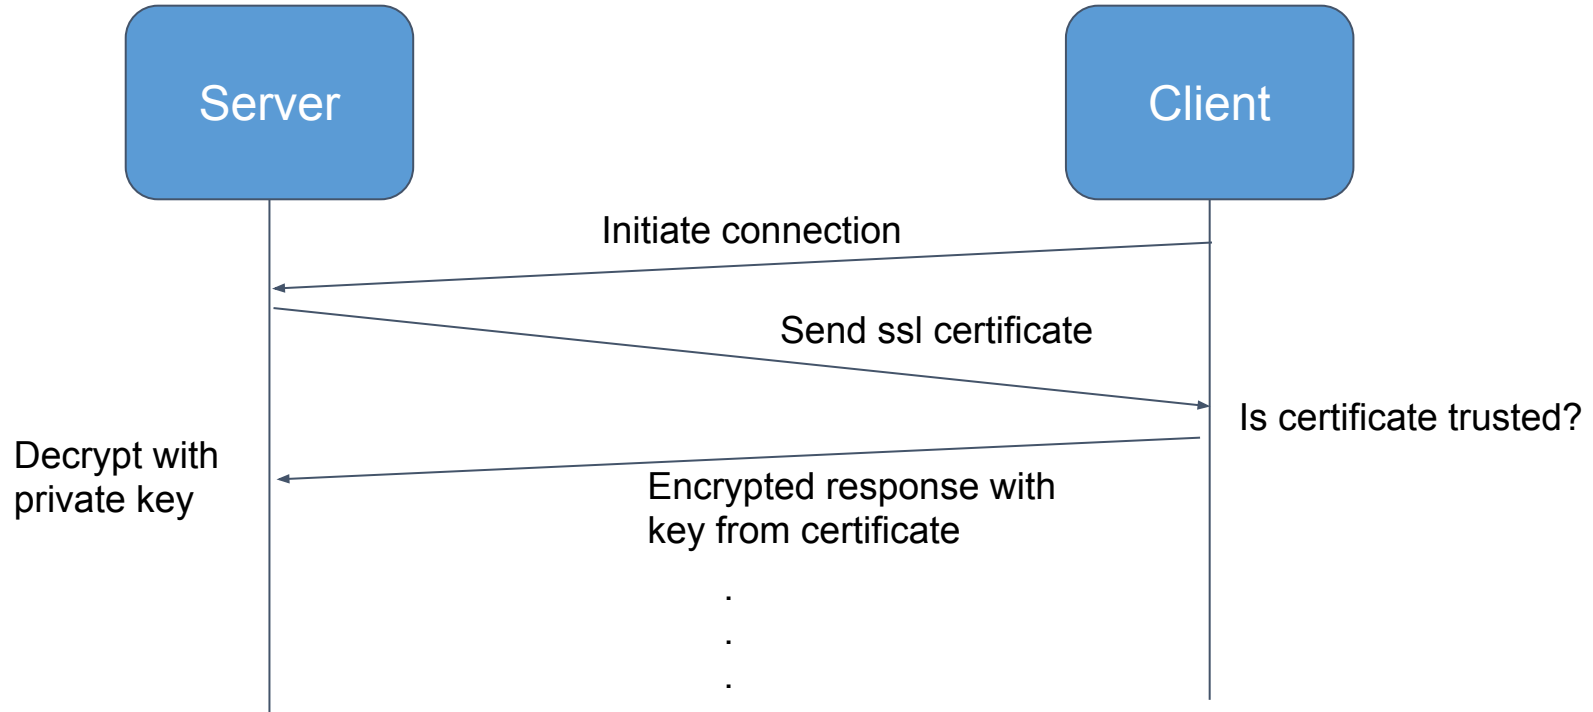 Server
Client
Initiate connection
Send ssl certificate
Is certificate trusted?
Decrypt with
private key
Encrypted response with
key from certificate
.
.
.